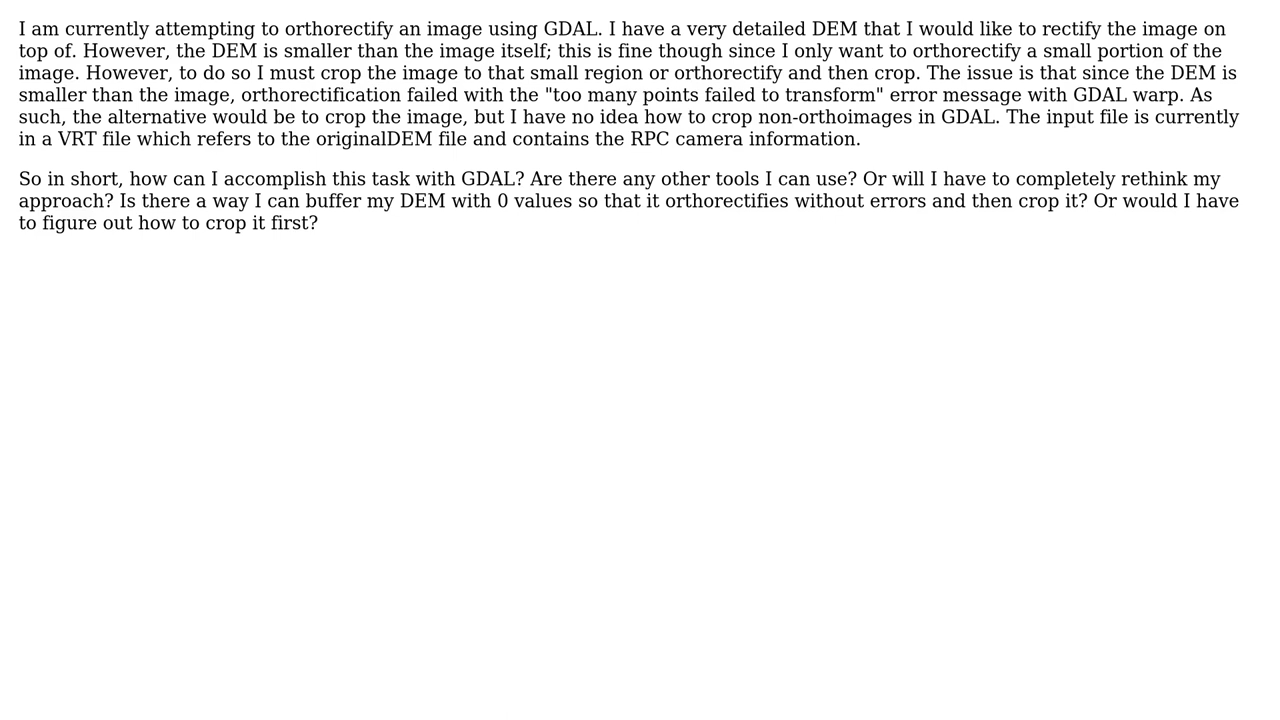 I am currently attempting to orthorectify an image using GDAL. I have a very detailed DEM that I would like to rectify the image on
top of. However, the DEM is smaller than the image itself; this is fine though since I only want to orthorectify a small portion of the
image. However, to do so I must crop the image to that small region or orthorectify and then crop. The issue is that since the DEM is
smaller than the image, orthorectification failed with the "too many points failed to transform" error message with GDAL warp. As
such, the alternative would be to crop the image, but I have no idea how to crop non-orthoimages in GDAL. The input file is currently
in a VRT file which refers to the originalDEM file and contains the RPC camera information.
So in short, how can I accomplish this task with GDAL? Are there any other tools I can use? Or will I have to completely rethink my
approach? Is there a way I can buffer my DEM with 0 values so that it orthorectifies without errors and then crop it? Or would I have
to figure out how to crop it first?